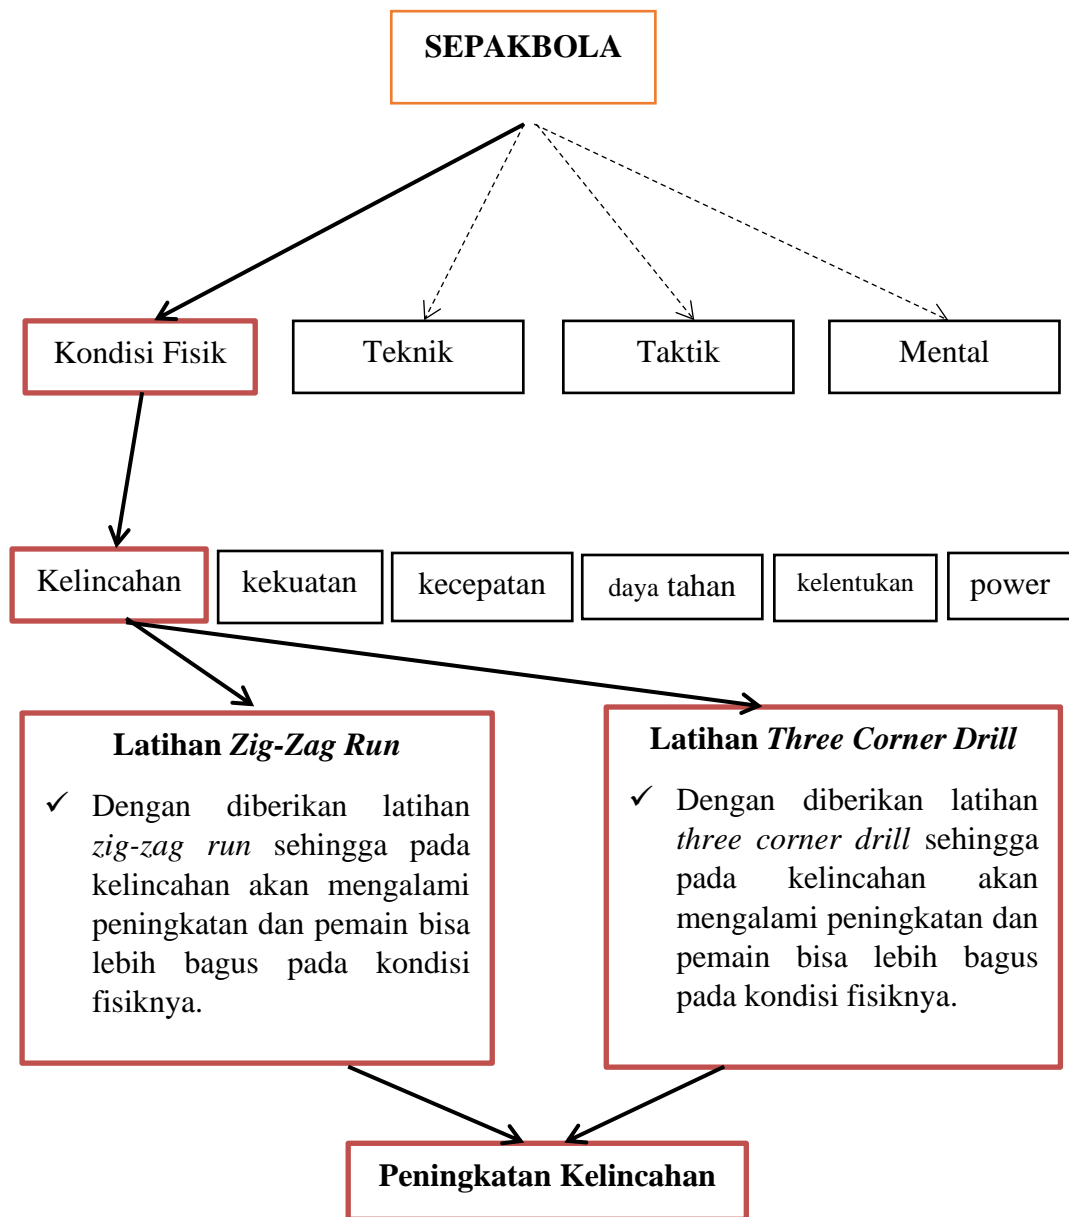 SEPAKBOLA
Kondisi Fisik
Teknik
Taktik
Mental
Kelincahan
kekuatan
kecepatan
daya tahan
kelentukan
power
Latihan Zig-Zag Run
✓ Dengan diberikan latihan
zig-zag run sehingga pada
kelincahan akan mengalami
peningkatan dan pemain bisa
lebih bagus pada kondisi
fisiknya.
Latihan Three Corner Drill
✓ Dengan diberikan latihan
three corner drill sehingga
pada kelincahan akan
mengalami peningkatan dan
pemain bisa lebih bagus
pada kondisi fisiknya.
Peningkatan Kelincahan